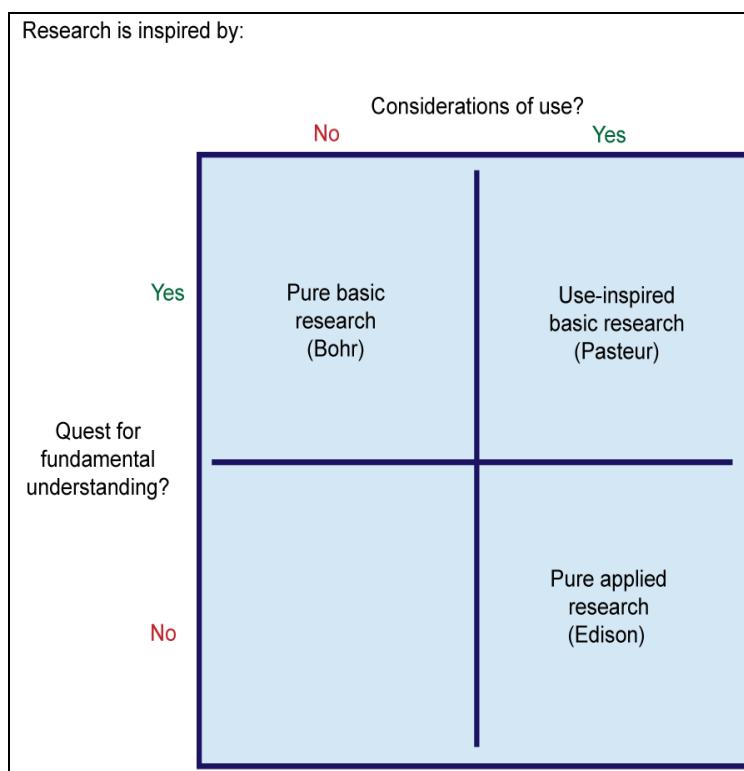 Research is inspired by:
Considerations of use?
No Yes
Yes
Pure basic
research
(Bohr)
Use-inspired
basic research
(Pasteur)
Quest for
fundamental
understanding?
No
Pure applied
research
(Edison)